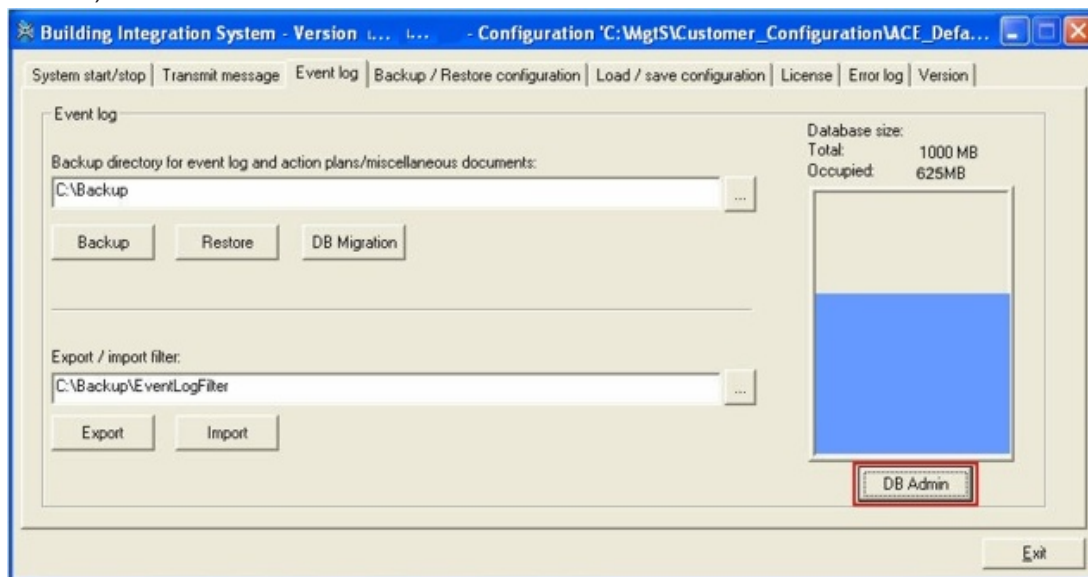 Building Integration System - Version - Configuration 'C:\MgtS\Customer_Configuration\ACE_Defa...
System start/stop Transmit message Event log Backup / Restore configuration Load / save configuration License Error log Version
Event log
Database size:
Total: 1000 MB
Occupied: 625MB
Backup directory for event log and action plans/miscellaneous documents:
C:\Backup
...
Backup Restore DB Migration
Export / import filter:
C:\Backup\EventLogFilter
...
Export Import
DB Admin
Exit